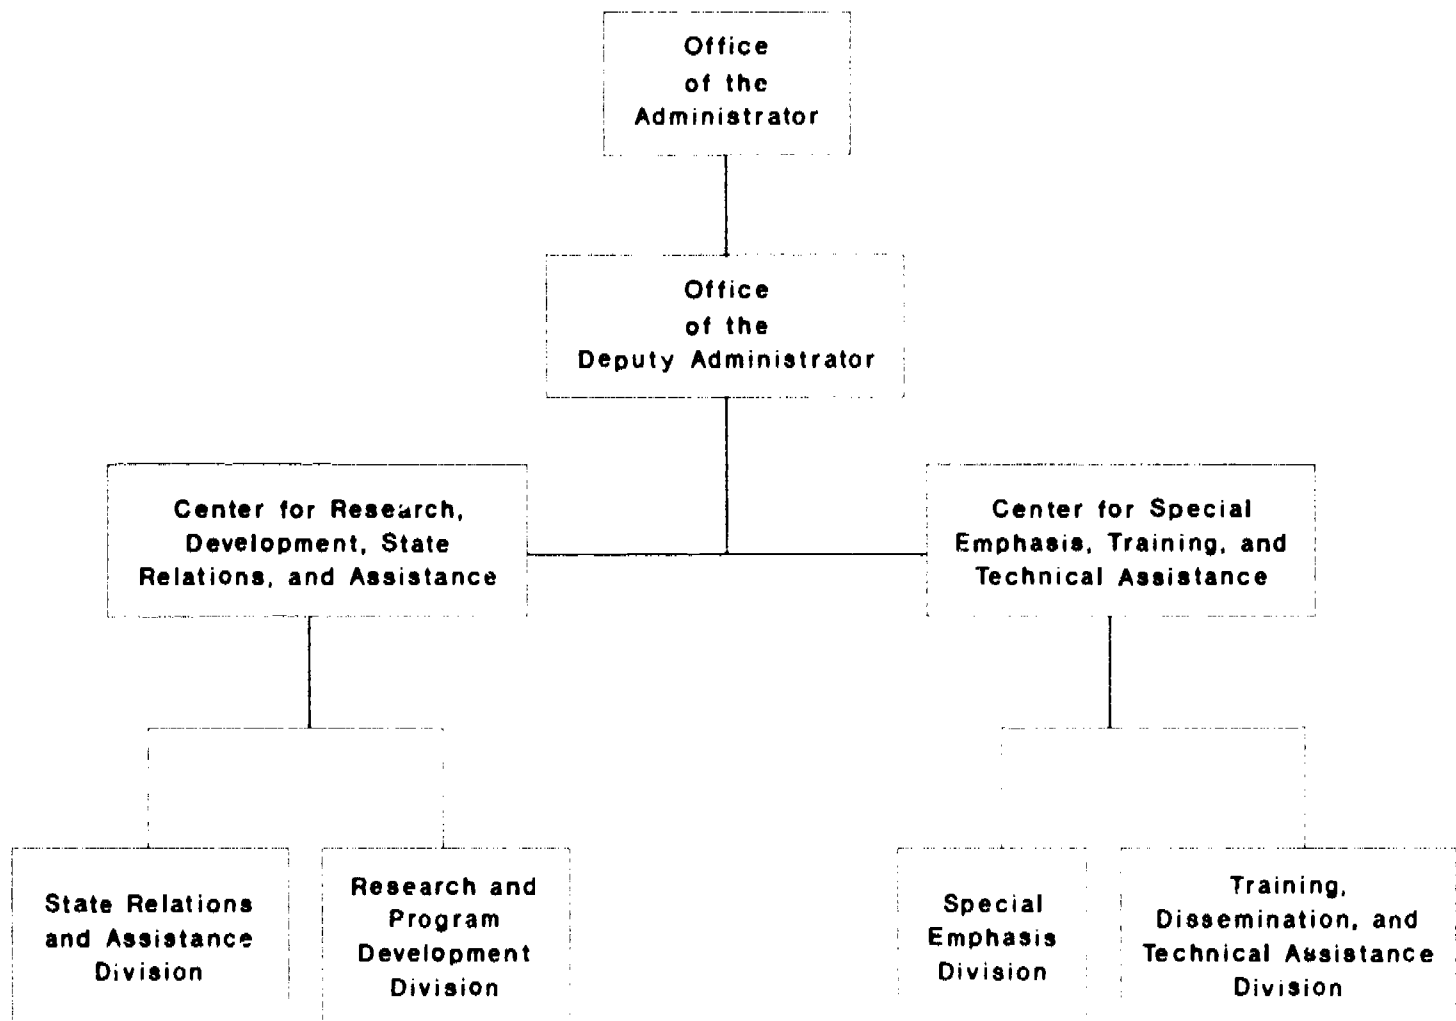 Office
of the
Administrator
Office
of the
Deputy Administrator
Center for Research,
Development, State
Relations, and Assistance
Center for Special
Emphasis, Training, and
Technical Assistance
State Relations
and Assistance
Division
Research and
Program
Development
Division
Special
Emphasis
Division
Training,
Dissemination, and
Technical Assistance
Division